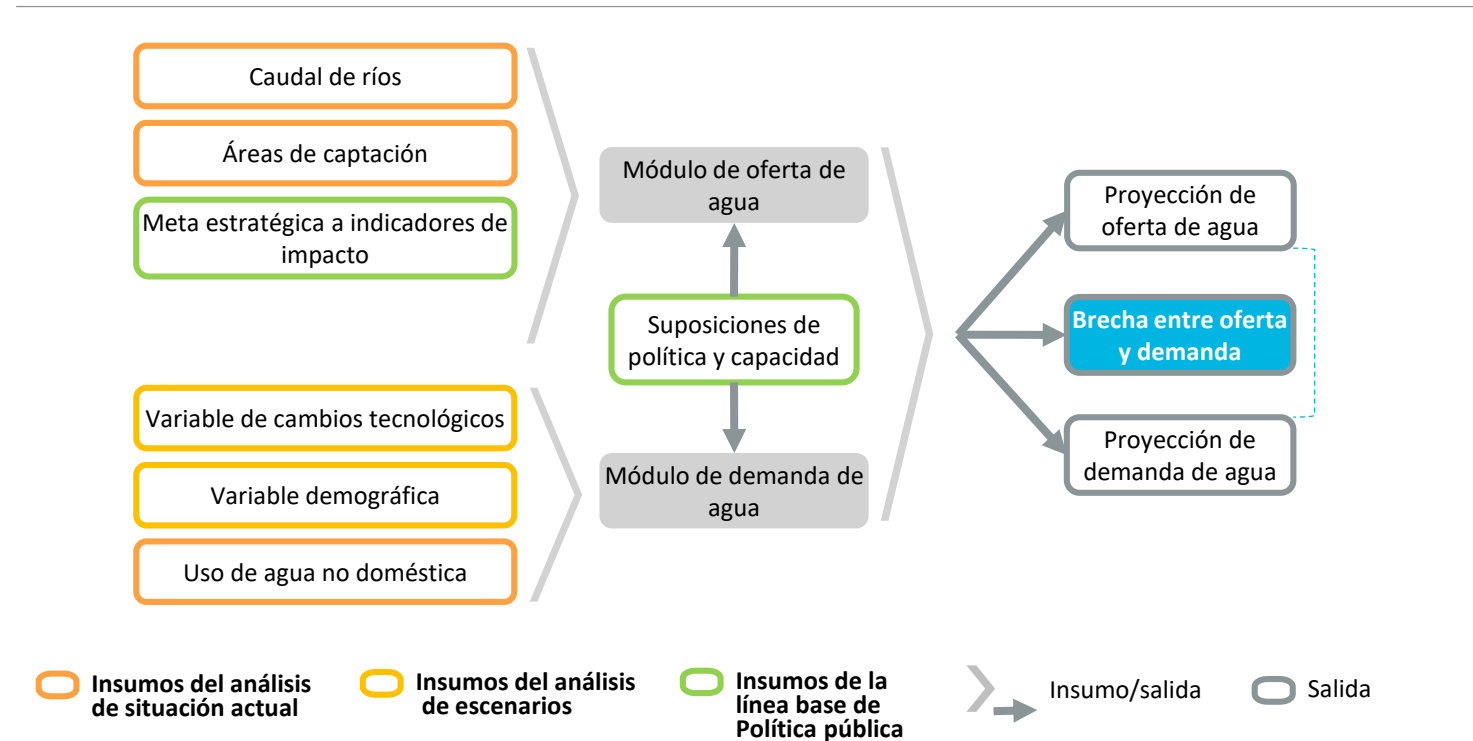 Caudal de ríos
Áreas de captación
Meta estratégica a indicadores de
impacto
Variable de cambios tecnológicos
Variable demográfica
Uso de agua no doméstica
Módulo de oferta de
agua
Suposiciones de
política y capacidad
Módulo de demanda de
agua
Proyección de
oferta de agua
Brecha entre oferta
y demanda
Proyección de
demanda de agua
Insumos del análisis
de situación actual
Insumos del análisis
de escenarios
Insumos de la
línea base de
Política pública
Insumo/salida
Salida